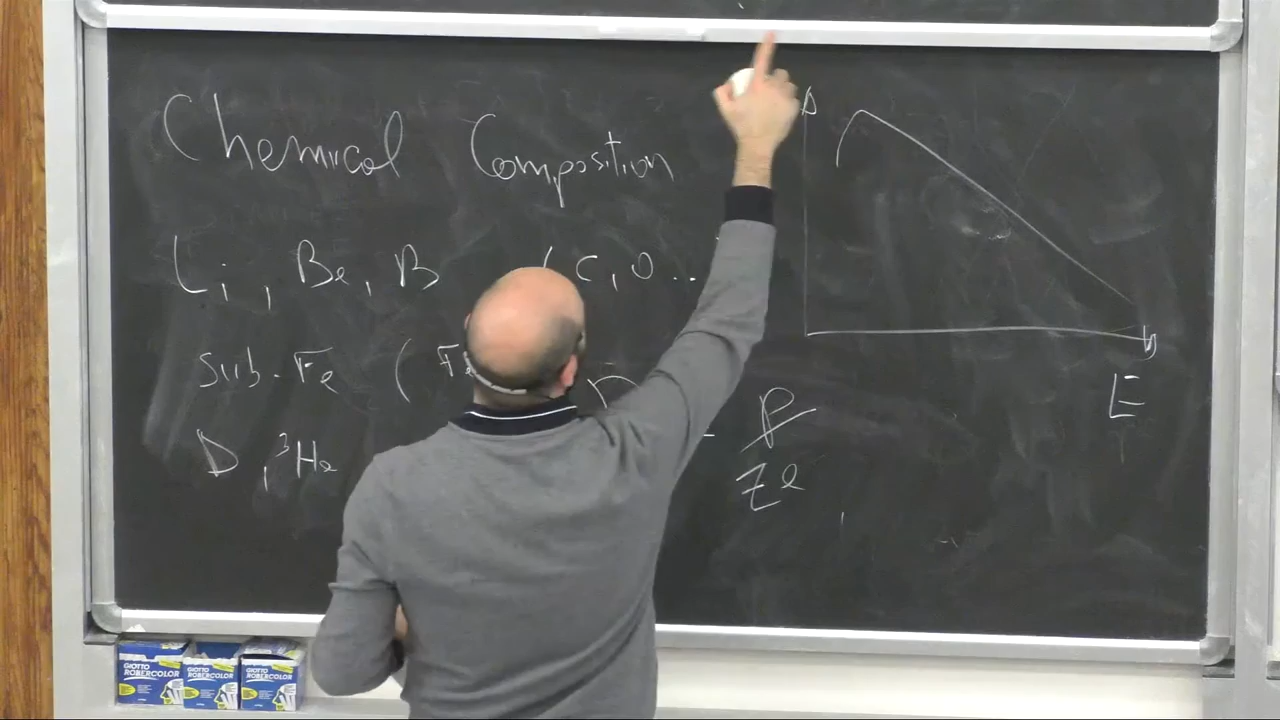 Chemical Composition
Li, Be, B (C, O..
Sub-Fe (Fe
D, ³He
P
Ze
E
GIOTTO
ROBERCOLOR
GIOTTO
ROBERCOLOR
GIOTTO
ROBERCOLOR